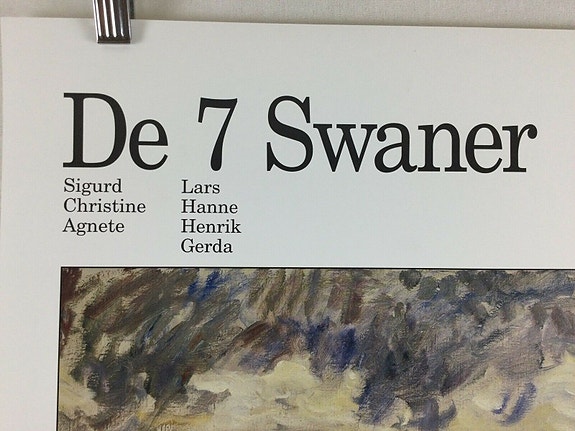 De 7 Swaner
Sigurd
Christine
Agnete
Lars
Hanne
Henrik
Gerda